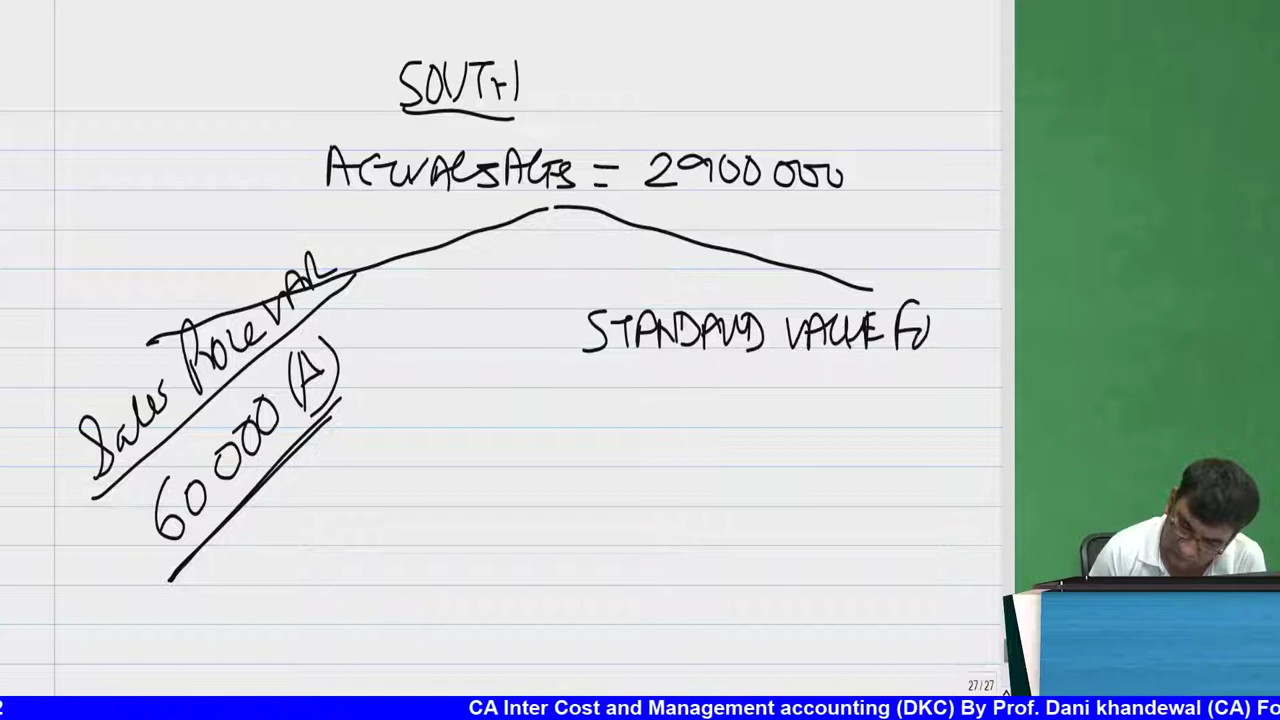 SOUTH
ACTUAL SALES = 2900 000
Sales Price VAR
60 000 (A)
STANDARD VALUE Fo
27/27
2 CA Inter Cost and Management accounting (DKC) By Prof. Dani khandewal (CA) Fo